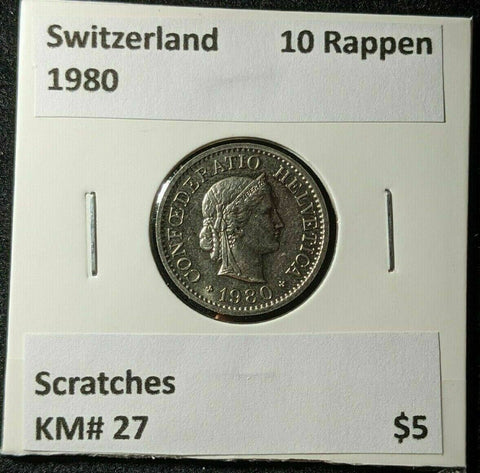 Switzerland 10 Rappen
1980
CONFŒDERATIO HELVETICA
* 1980 *
Scratches
KM# 27 $5